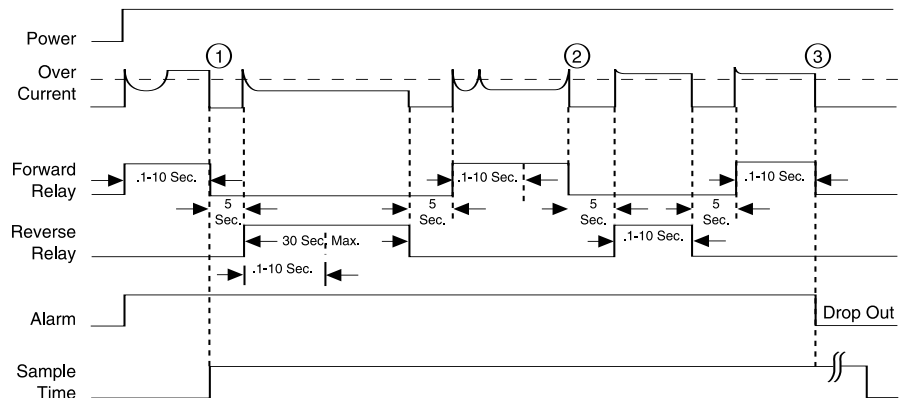 Power
1
2
3
Over
Current
Forward
Relay
.1-10 Sec.
.1-10 Sec.
.1-10 Sec.
5
Sec.
5
Sec.
5
Sec.
5
Sec.
Reverse
Relay
30 Sec. Max.
.1-10 Sec.
.1-10 Sec.
Alarm
Drop Out
Sample
Time